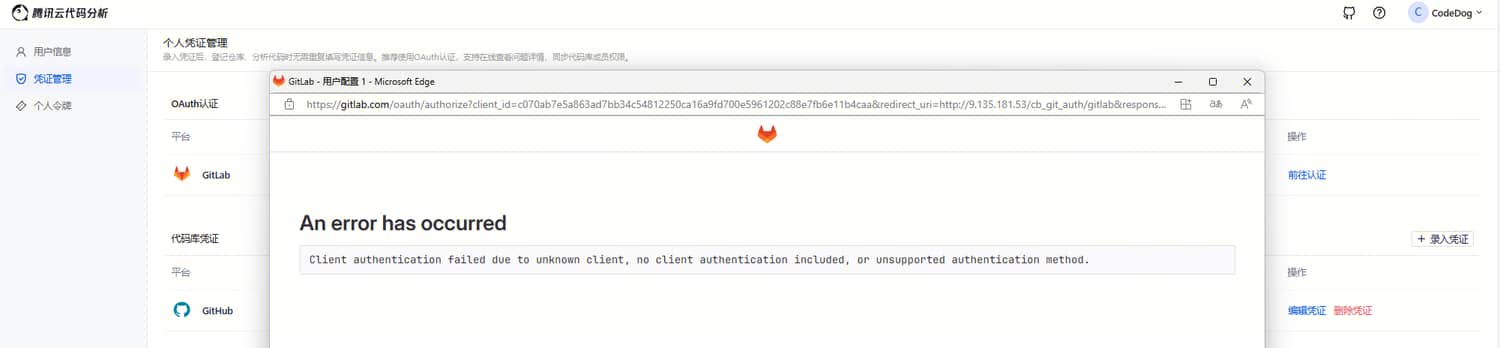 腾讯云代码分析
C CodeDog
用户信息
凭证管理
个人令牌
个人凭证管理
录入凭证后，登记仓库、分析代码时无需重复填写凭证信息。推荐使用OAuth认证，支持在线查看问题详情、同步代码库成员权限。
GitLab - 用户配置 1 - Microsoft Edge
https://gitlab.com/oauth/authorize?client_id=c070ab7e5a863ad7bb34c54812250ca16a9fd700e5961202c88e7fb6e11b4caa&redirect_uri=http://9.135.181.53/cb_git_auth/gitlab&respons...
OAuth认证
平台
操作
GitLab
前往认证
An error has occurred
Client authentication failed due to unknown client, no client authentication included, or unsupported authentication method.
代码库凭证
+ 录入凭证
平台
操作
GitHub
编辑凭证 删除凭证